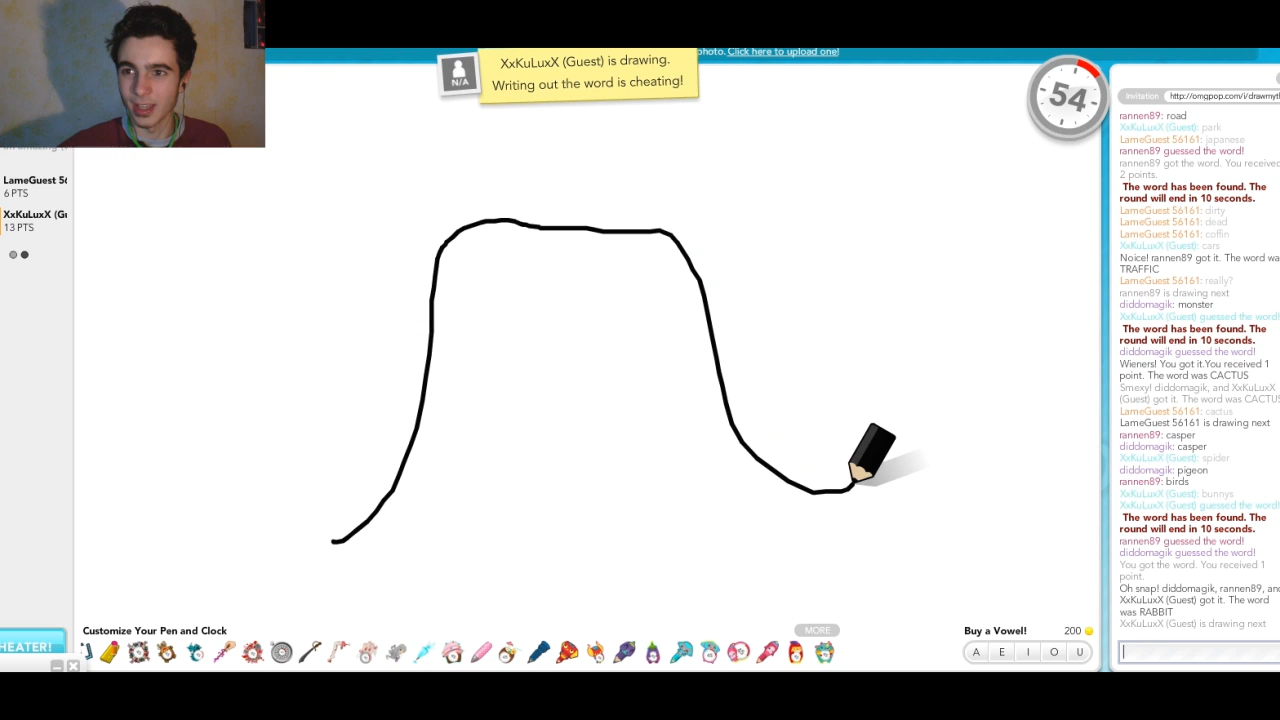 photo. Click here to upload one!
XxKuLuxX (Guest) is drawing.
Writing out the word is cheating!
N/A
54
LameGuest 56
6 PTS
XxKuLuxX (Gu
13 PTS
HEATER!
Customize Your Pen and Clock
MORE
Buy a Vowel!
200
A E I O U
Invitation
http://omgpop.com/i/drawmyth
rannen89: road
XxKuLuxX (Guest): park
LameGuest 56161: japanese
rannen89 guessed the word!
rannen89 got the word. You received
2 points.
The word has been found. The
round will end in 10 seconds.
LameGuest 56161: dirty
LameGuest 56161: dead
LameGuest 56161: coffin
XxKuLuxX (Guest): cars
Noice! rannen89 got it. The word wa
TRAFFIC
LameGuest 56161: really?
rannen89 is drawing next
diddomagik: monster
XxKuLuxX (Guest) guessed the word!
The word has been found. The
round will end in 10 seconds.
diddomagik guessed the word!
Wieners! You got it.You received 1
point. The word was CACTUS
Smexy! diddomagik, and XxKuLuxX
(Guest) got it. The word was CACTUS
LameGuest 56161: cactus
LameGuest 56161 is drawing next
rannen89: casper
diddomagik: casper
XxKuLuxX (Guest): spider
diddomagik: pigeon
rannen89: birds
XxKuLuxX (Guest): bunnys
XxKuLuxX (Guest) guessed the word!
The word has been found. The
round will end in 10 seconds.
rannen89 guessed the word!
diddomagik guessed the word!
You got the word. You received 1
point.
Oh snap! diddomagik, rannen89, and
XxKuLuxX (Guest) got it. The word
was RABBIT
XxKuLuxX (Guest) is drawing next